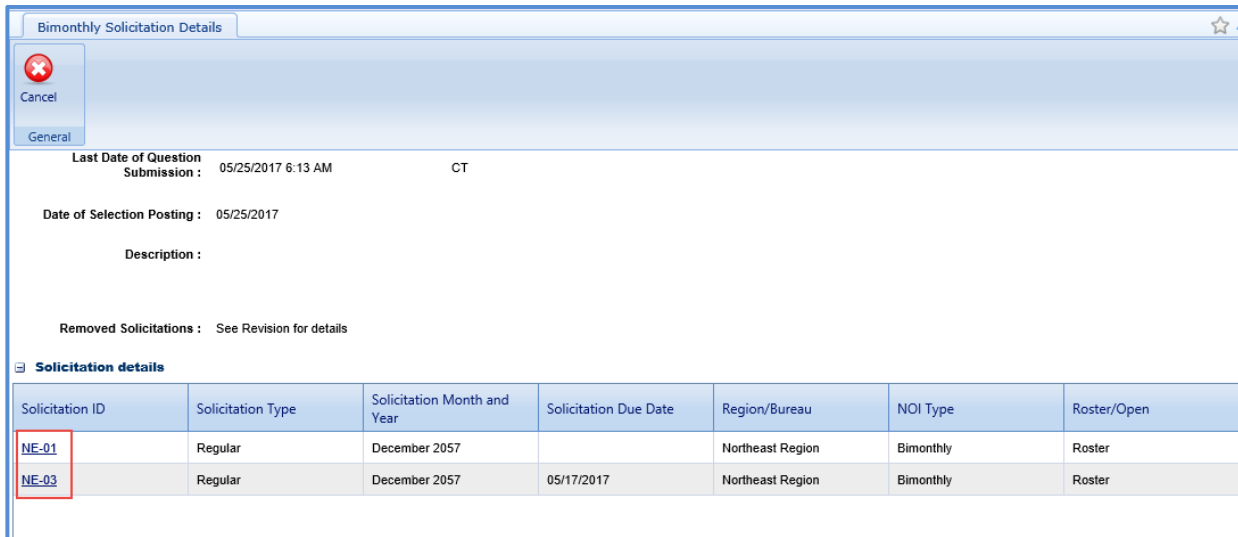 Bimonthly Solicitation Details
Cancel
General
Last Date of Question
Submission : 05/25/2017 6:13 AM CT
Date of Selection Posting : 05/25/2017
Description :
Removed Solicitations : See Revision for details
Solicitation details
Solicitation ID Solicitation Type Solicitation Month and Year Solicitation Due Date Region/Bureau NOI Type Roster/Open
NE-01 Regular December 2057 Northeast Region Bimonthly Roster
NE-03 Regular December 2057 05/17/2017 Northeast Region Bimonthly Roster